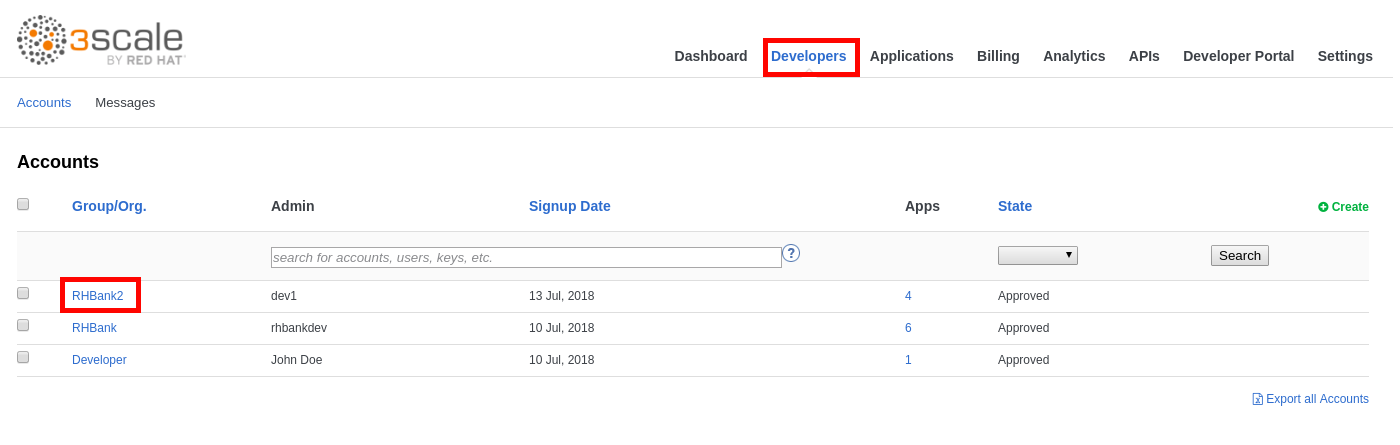 3scale
BY RED HAT
Dashboard Developers Applications Billing Analytics APIs Developer Portal Settings
Accounts Messages
Accounts
Group/Org. Admin Signup Date Apps State Create
search for accounts, users, keys, etc. ? Search
RHBank2 dev1 13 Jul, 2018 4 Approved
RHBank rhbankdev 10 Jul, 2018 6 Approved
Developer John Doe 10 Jul, 2018 1 Approved
Export all Accounts